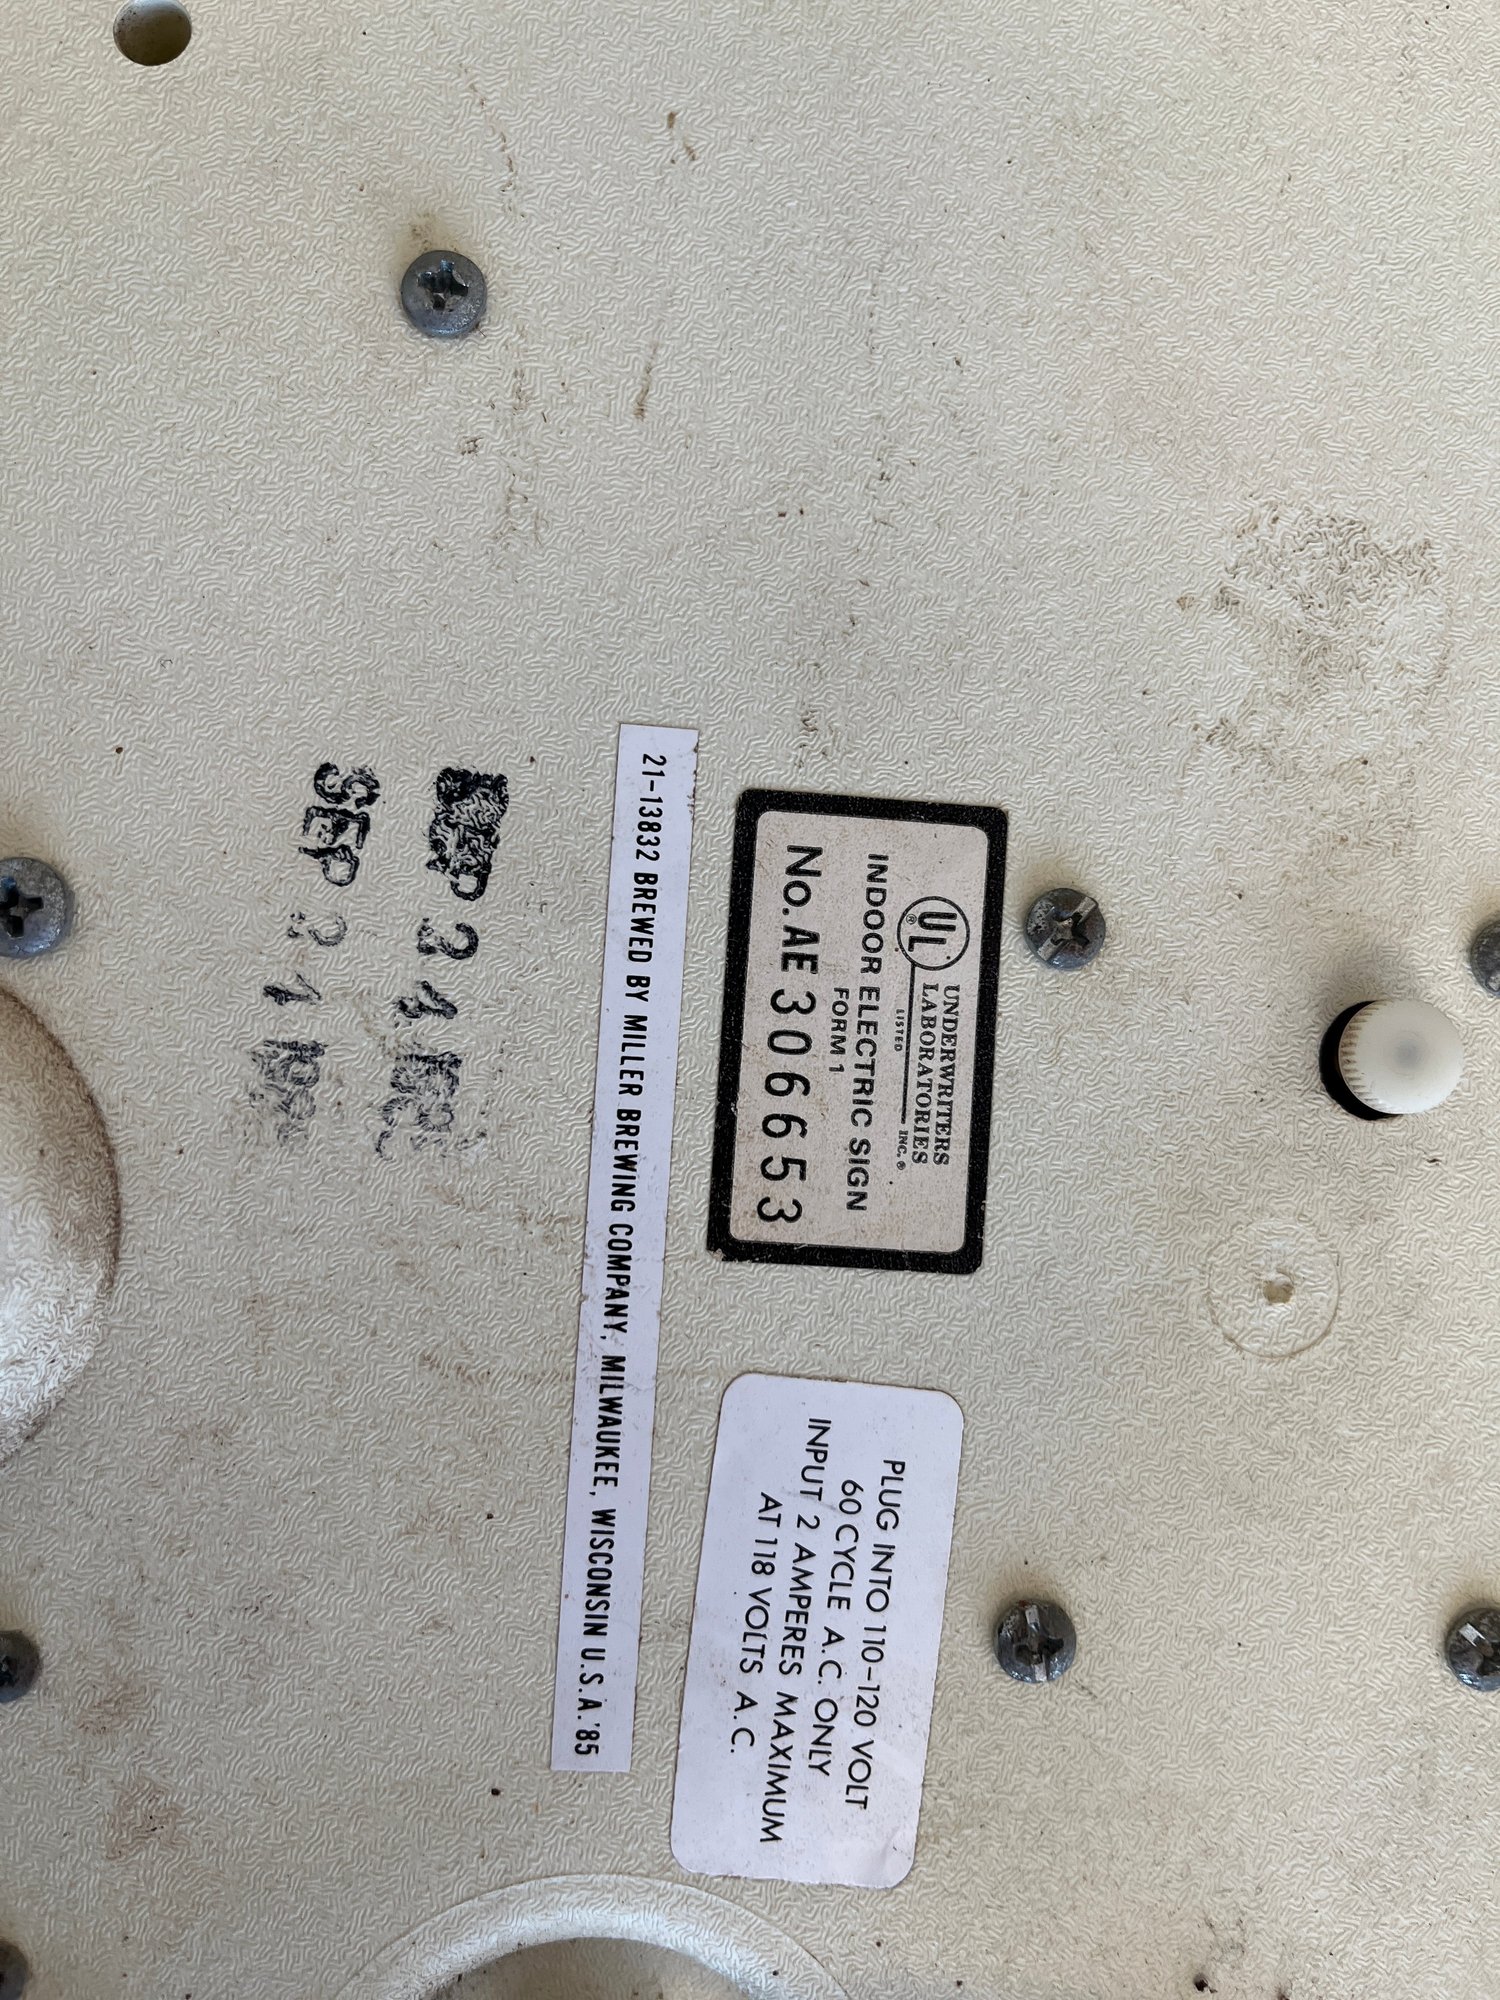 UL®
UNDERWRITERS
LABORATORIES
LISTED
INC.®
INDOOR ELECTRIC SIGN
FORM 1
No. AE 306653
PLUG INTO 110-120 VOLT
60 CYCLE A.C. ONLY
INPUT 2 AMPERES MAXIMUM
AT 118 VOLTS A.C.
21-13832 BREWED BY MILLER BREWING COMPANY, MILWAUKEE, WISCONSIN U.S.A. '85
SEP 21